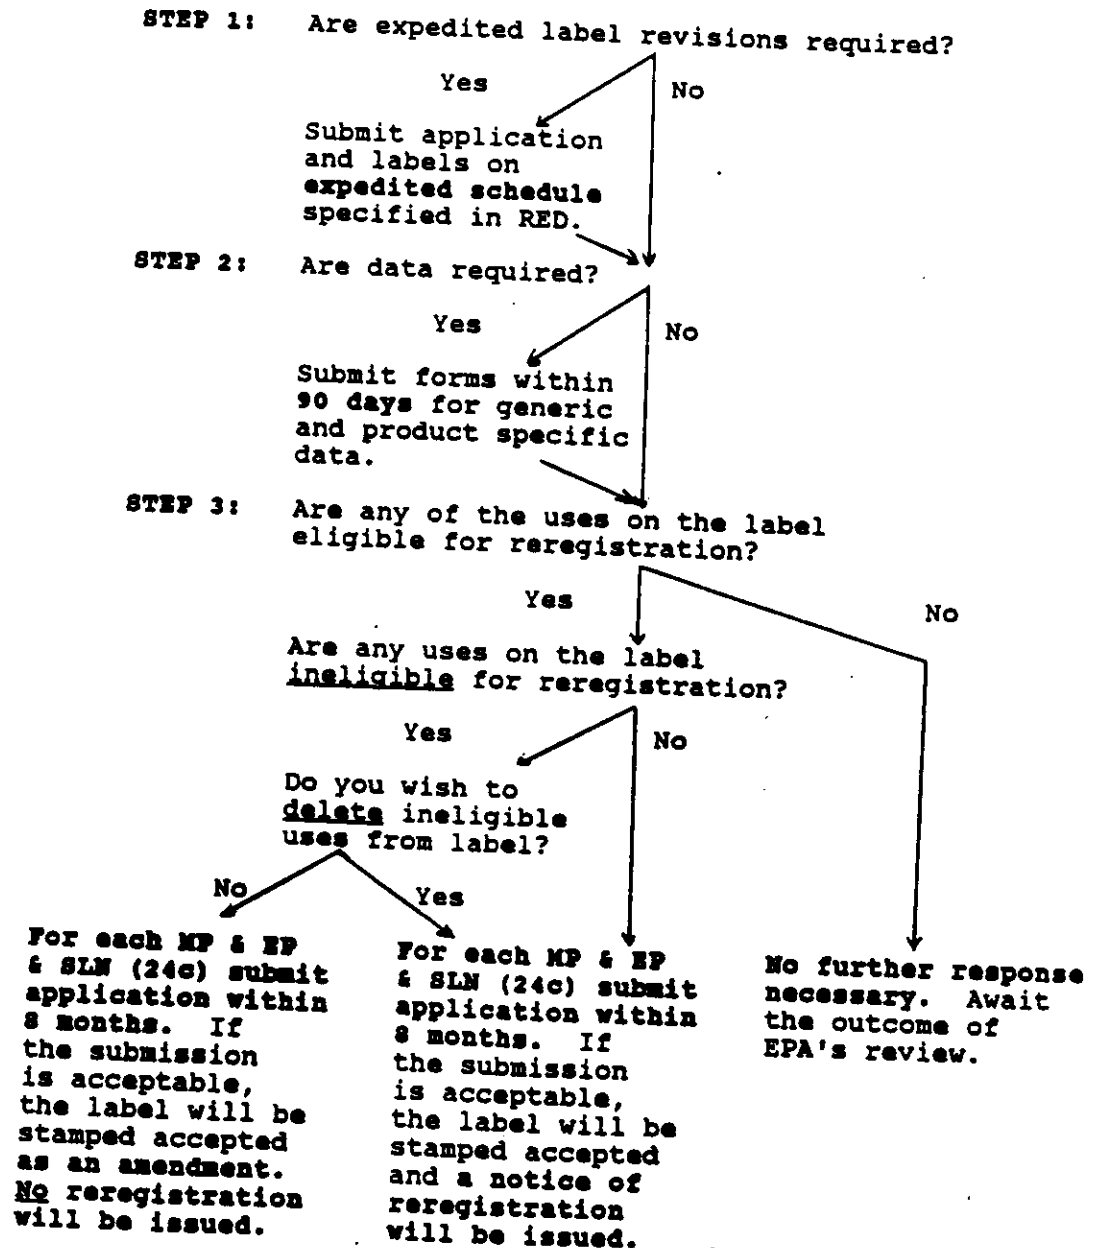 STEP 1: Are expedited label revisions required?
Yes
No
Submit application
and labels on
expedited schedule
specified in RED.
STEP 2: Are data required?
Yes
No
Submit forms within
90 days for generic
and product specific
data.
STEP 3: Are any of the uses on the label
eligible for reregistration?
Yes
No
Are any uses on the label
ineligible for reregistration?
Yes
No
Do you wish to
delete ineligible
uses from label?
No
Yes
For each MP & EP
& SLN (24c) submit
application within
8 months. If
the submission
is acceptable,
the label will be
stamped accepted
as an amendment.
No reregistration
will be issued.
For each MP & EP
& SLN (24c) submit
application within
8 months. If
the submission
is acceptable,
the label will be
stamped accepted
and a notice of
reregistration
will be issued.
No further response
necessary. Await
the outcome of
EPA's review.